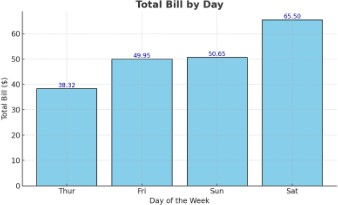 Total Bill by Day
Total Bill ($)
60
50
40
30
20
10
0
38.32
49.95
50.65
65.50
Thur
Fri
Sun
Sat
Day of the Week